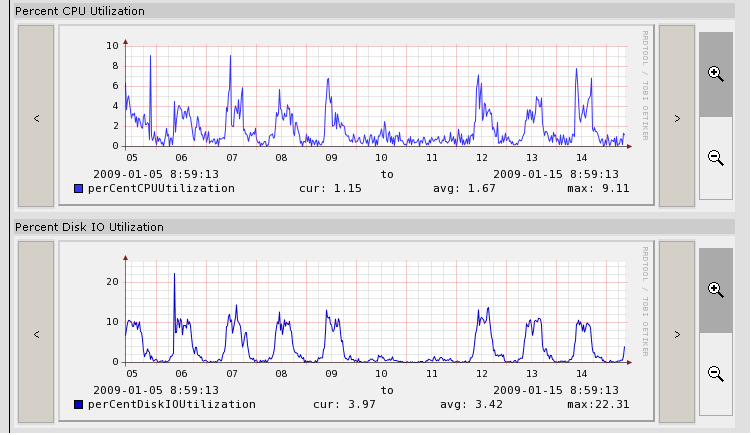 Percent CPU Utilization
10
8
6
4
2
0
05 06 07 08 09 10 11 12 13 14
2009-01-05 8:59:13 to 2009-01-15 8:59:13
perCentCPUUtilization cur: 1.15 avg: 1.67 max: 9.11
RRDTOOL / TOBI OETIKER
< >
Percent Disk IO Utilization
20
10
0
05 06 07 08 09 10 11 12 13 14
2009-01-05 8:59:13 to 2009-01-15 8:59:13
perCentDiskIOUtilization cur: 3.97 avg: 3.42 max:22.31
RRDTOOL / TOBI OETIKER
< >